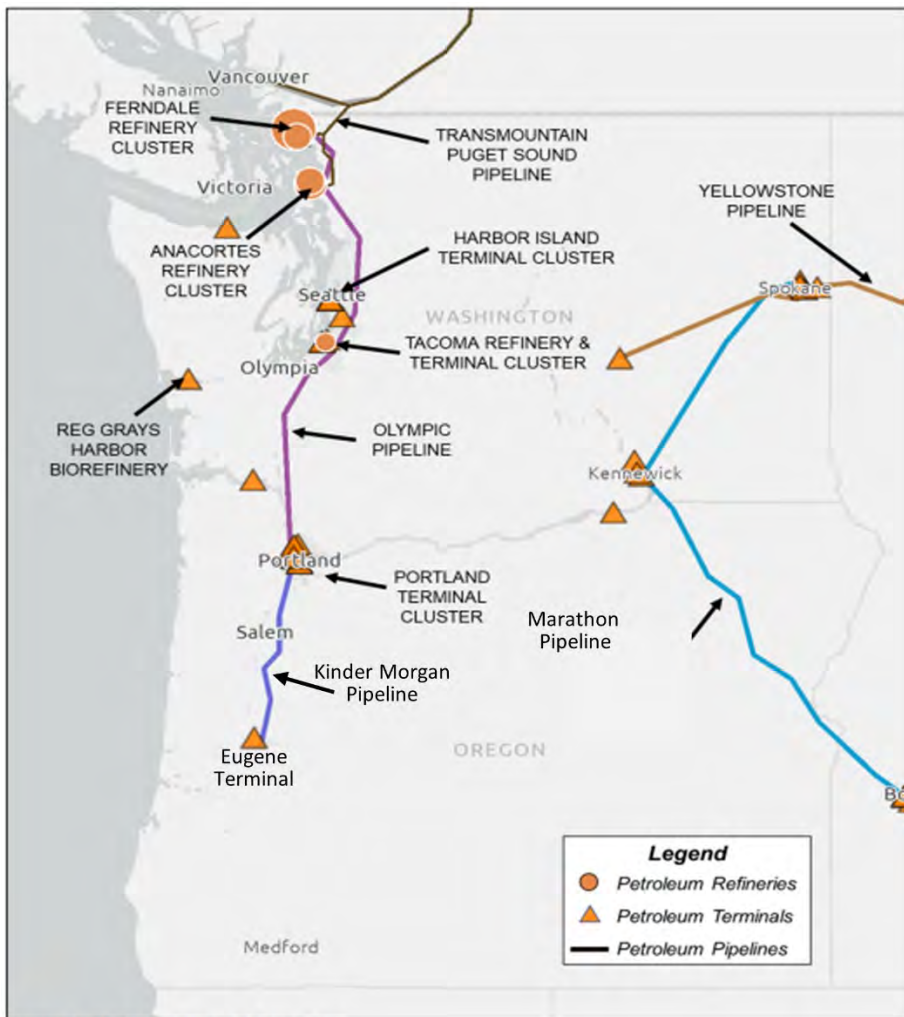 Vancouver
Nanaimo
FERNDALE
REFINERY
CLUSTER
TRANSMOUNTAIN
PUGET SOUND
PIPELINE
Victoria
YELLOWSTONE
PIPELINE
ANACORTES
REFINERY
CLUSTER
HARBOR ISLAND
TERMINAL CLUSTER
Seattle
Spokane
WASHINGTON
TACOMA REFINERY &
TERMINAL CLUSTER
Olympia
REG GRAYS
HARBOR
BIOREFINERY
OLYMPIC
PIPELINE
Kennewick
Portland
PORTLAND
TERMINAL
CLUSTER
Marathon
Pipeline
Salem
Kinder Morgan
Pipeline
Eugene
Terminal
OREGON
Bo
Legend
Petroleum Refineries
Petroleum Terminals
Petroleum Pipelines
Medford